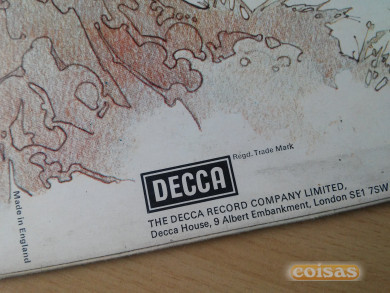 Regd. Trade Mark
DECCA
THE DECCA RECORD COMPANY LIMITED,
Decca House, 9 Albert Embankment, London SE1 7SW
Made in England
coisas